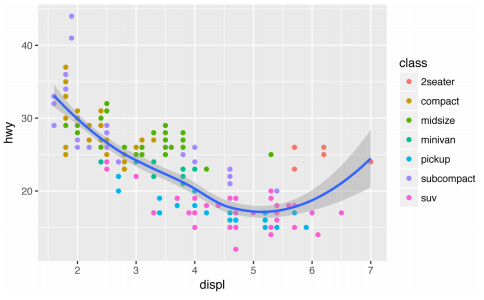 40
30
20
hwy
2
3
4
5
6
7
displ
class
2seater
compact
midsize
minivan
pickup
subcompact
suv